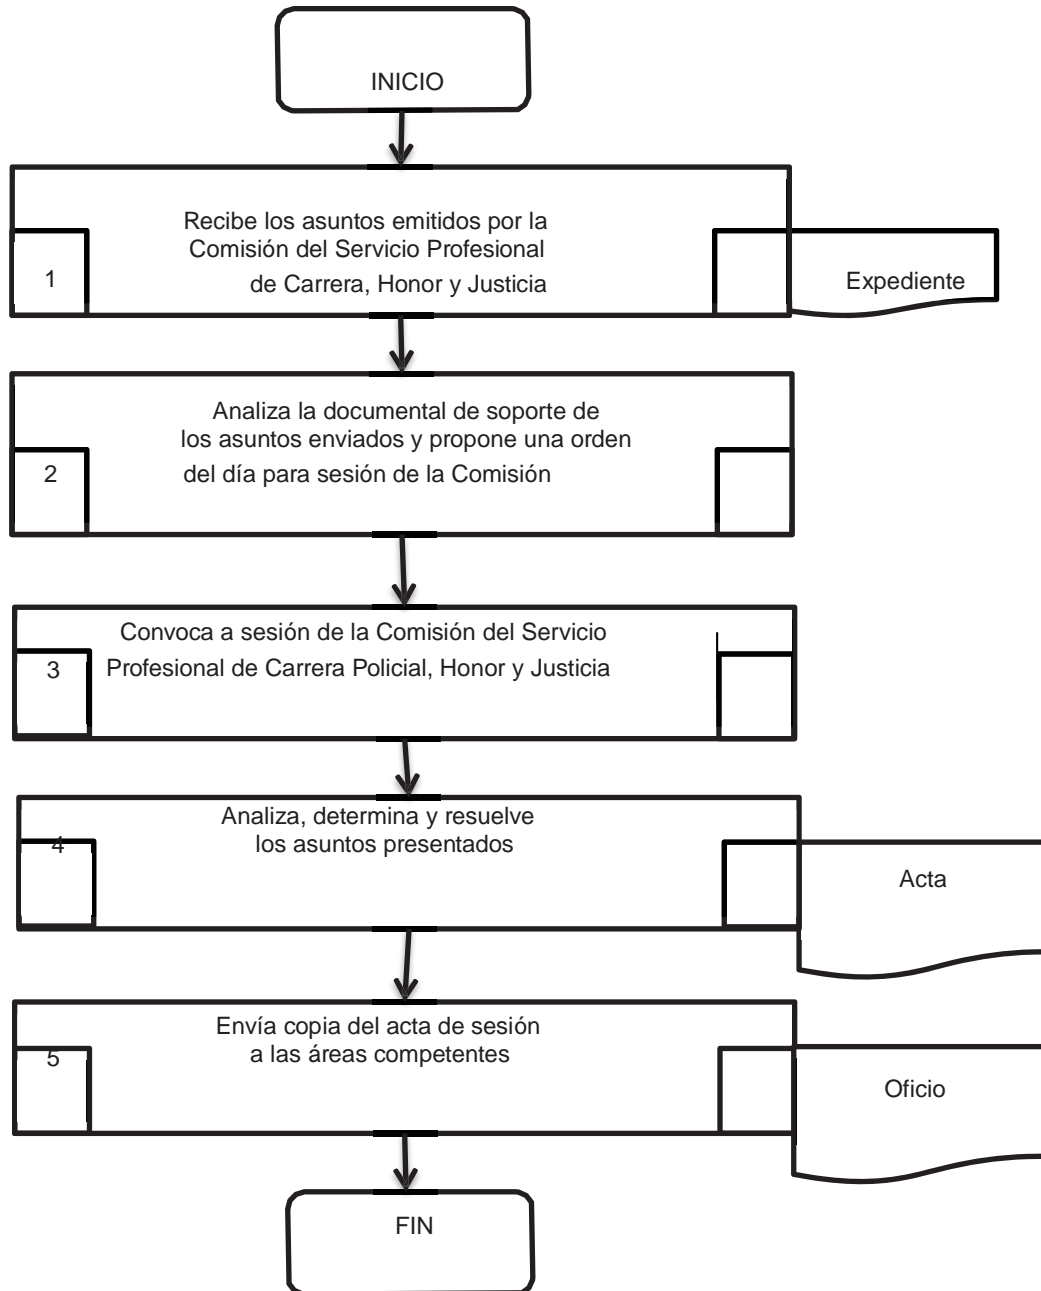 INICIO
Recibe los asuntos emitidos por la
Comisión del Servicio Profesional
de Carrera, Honor y Justicia
1
Expediente
Analiza la documental de soporte de
los asuntos enviados y propone una orden
del día para sesión de la Comisión
2
Convoca a sesión de la Comisión del Servicio
Profesional de Carrera Policial, Honor y Justicia
3
Analiza, determina y resuelve
los asuntos presentados
4
Acta
Envía copia del acta de sesión
a las áreas competentes
5
Oficio
FIN